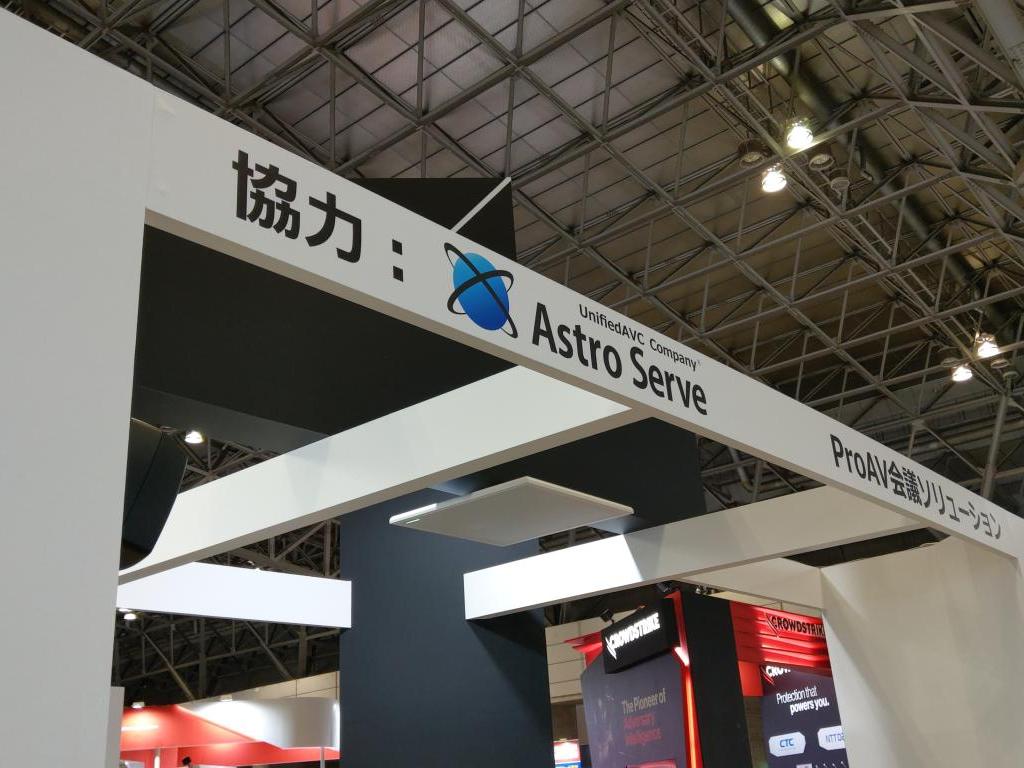 協力：
UnifiedAVC Company
Astro Serve
ProAV会議ソリューション
CROWDSTRIKE
The Pioneer of
Adversary
Intelligence
CROWDSTRIKE
Protection that
powers you.
CTC